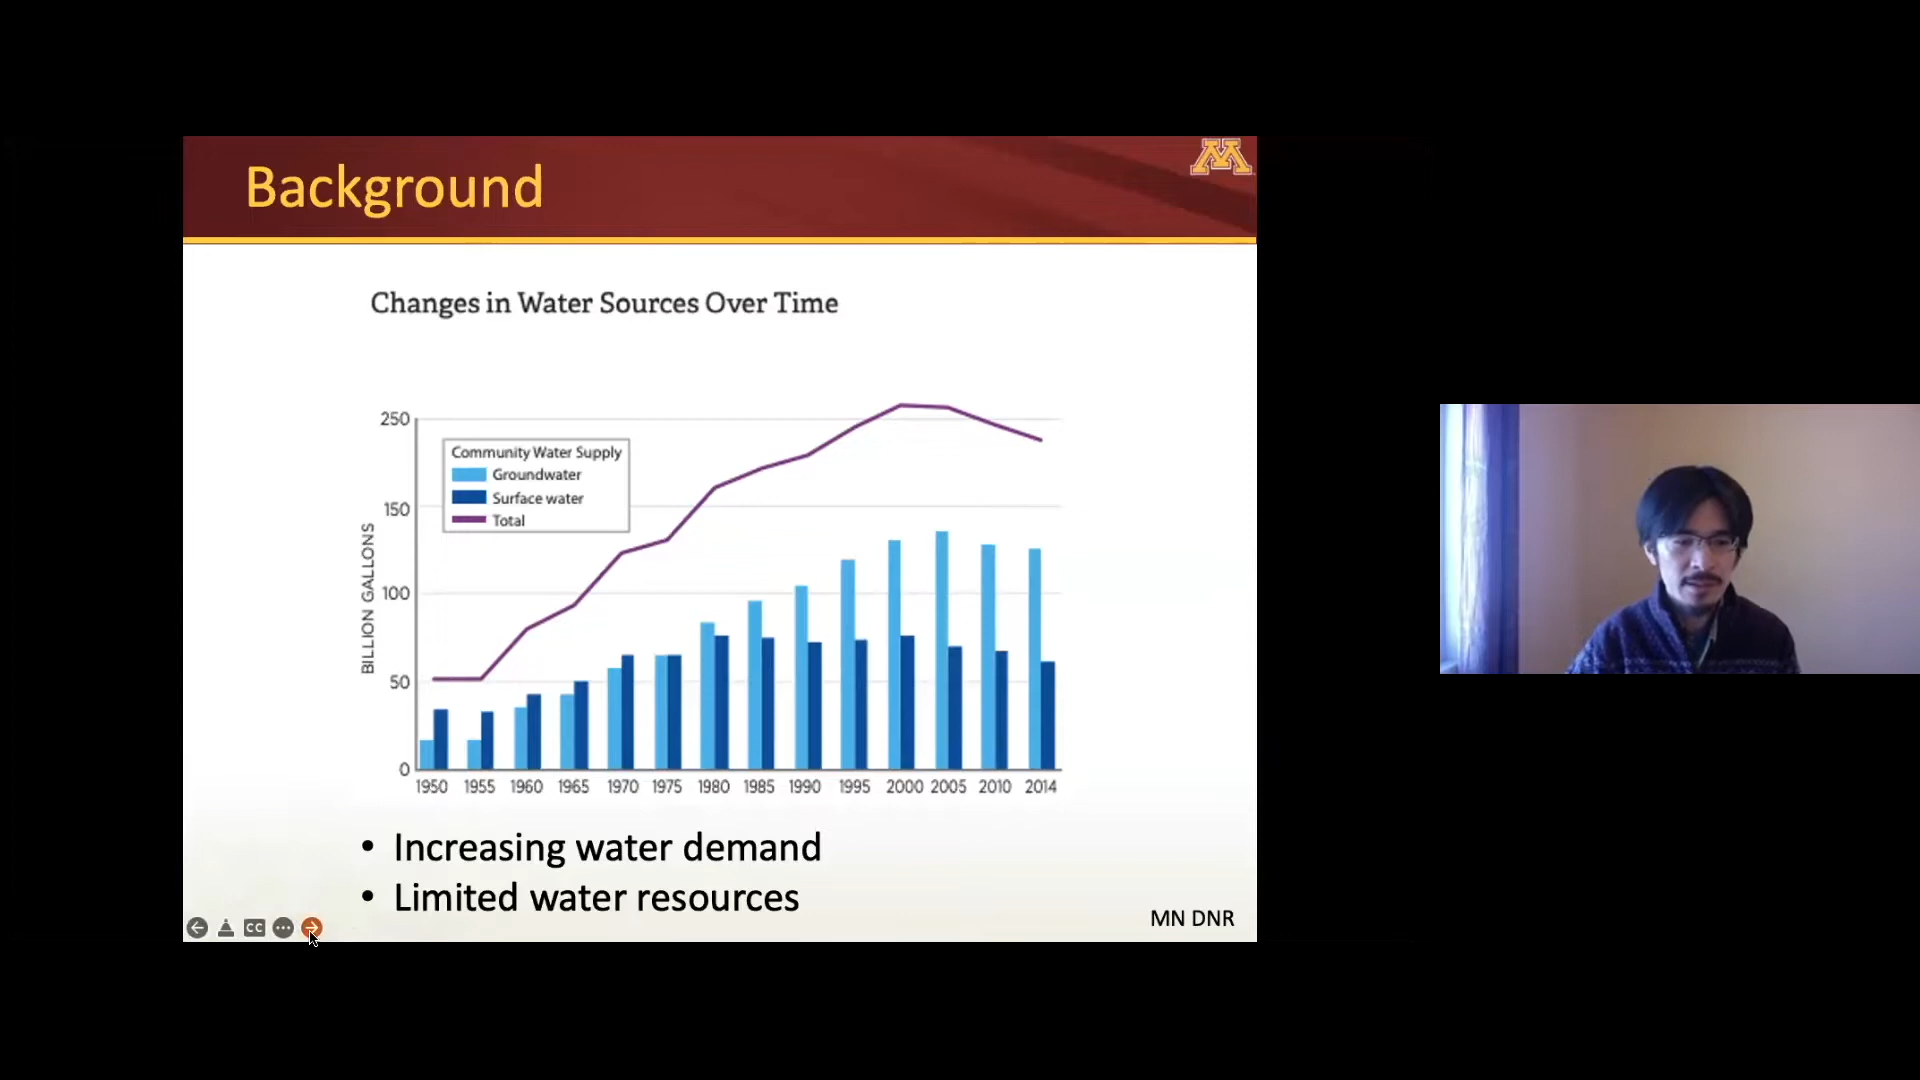 Background
M
Changes in Water Sources Over Time
250
150
100
50
0
BILLION GALLONS
Community Water Supply
Groundwater
Surface water
Total
1950 1955 1960 1965 1970 1975 1980 1985 1990 1995 2000 2005 2010 2014
• Increasing water demand
• Limited water resources
MN DNR
CC